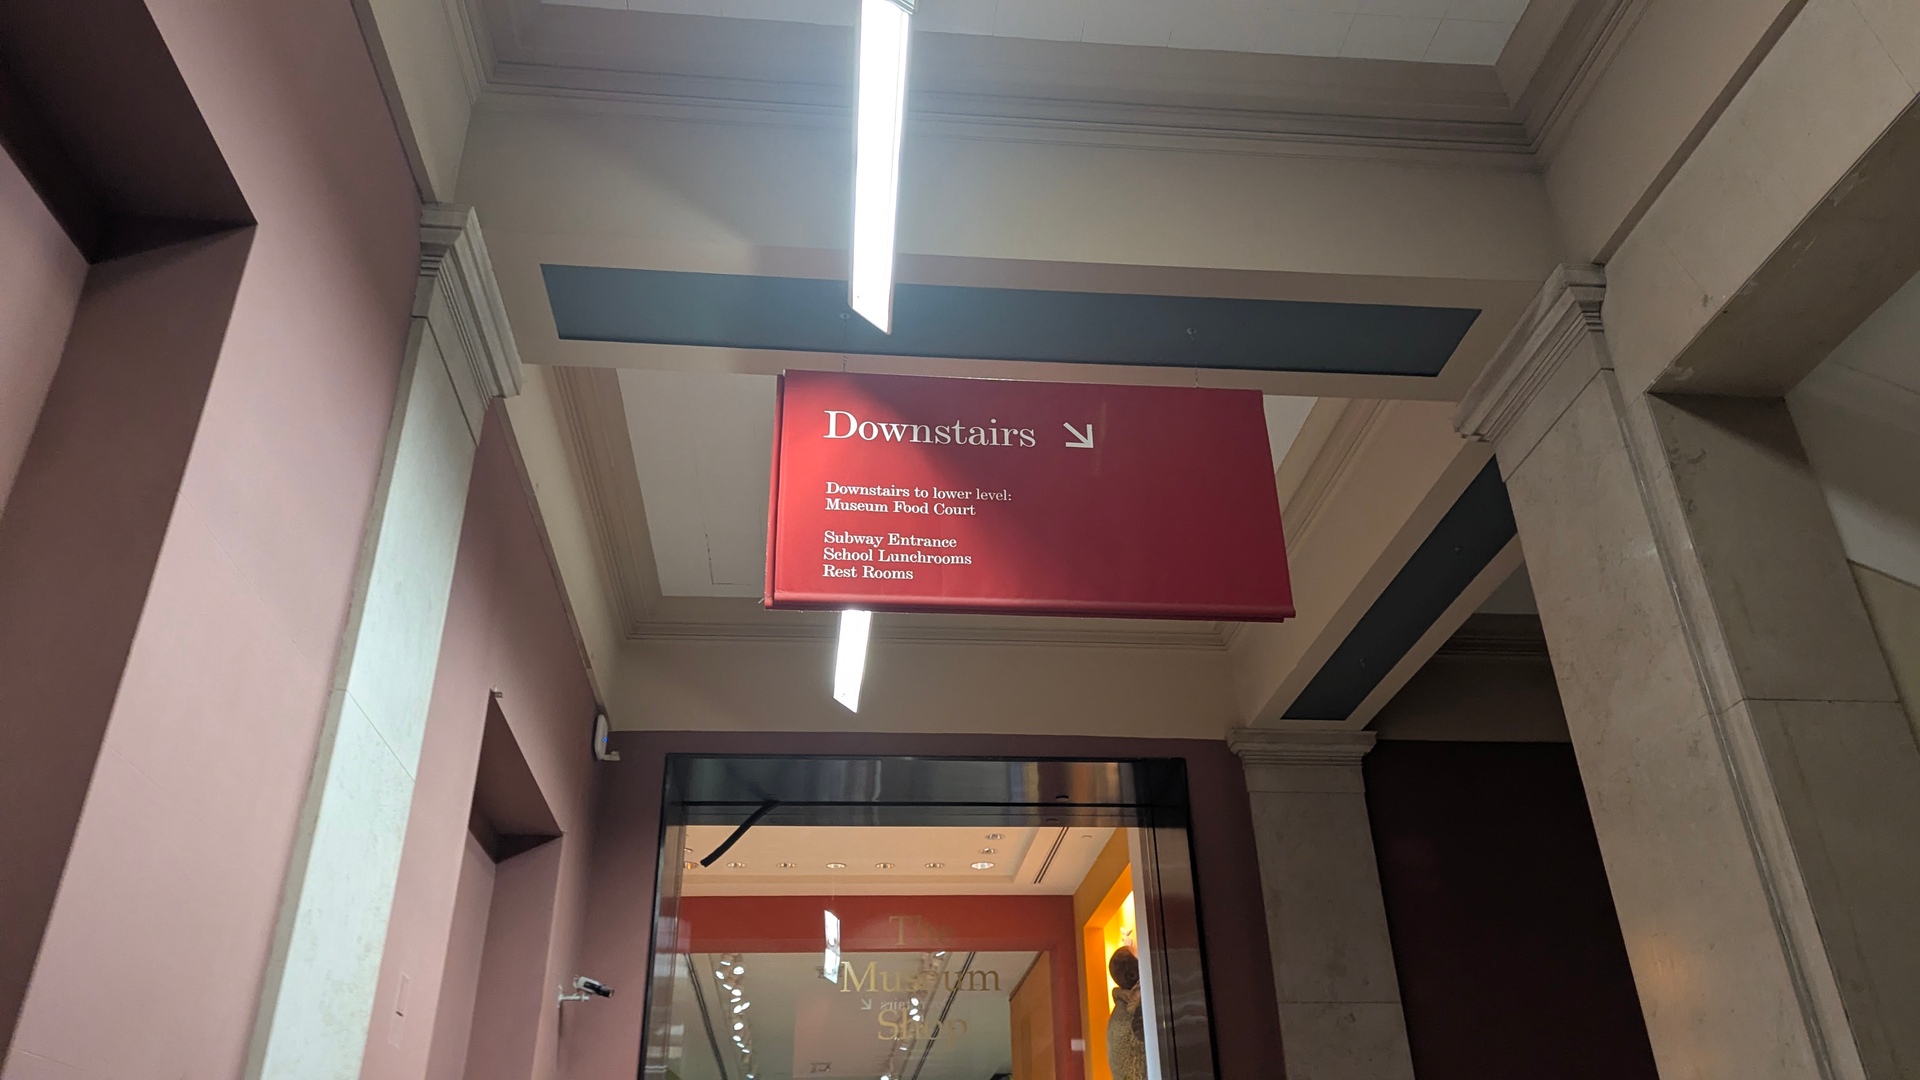 Downstairs ↘
Downstairs to lower level:
Museum Food Court
Subway Entrance
School Lunchrooms
Rest Rooms
The
Museum
Shop